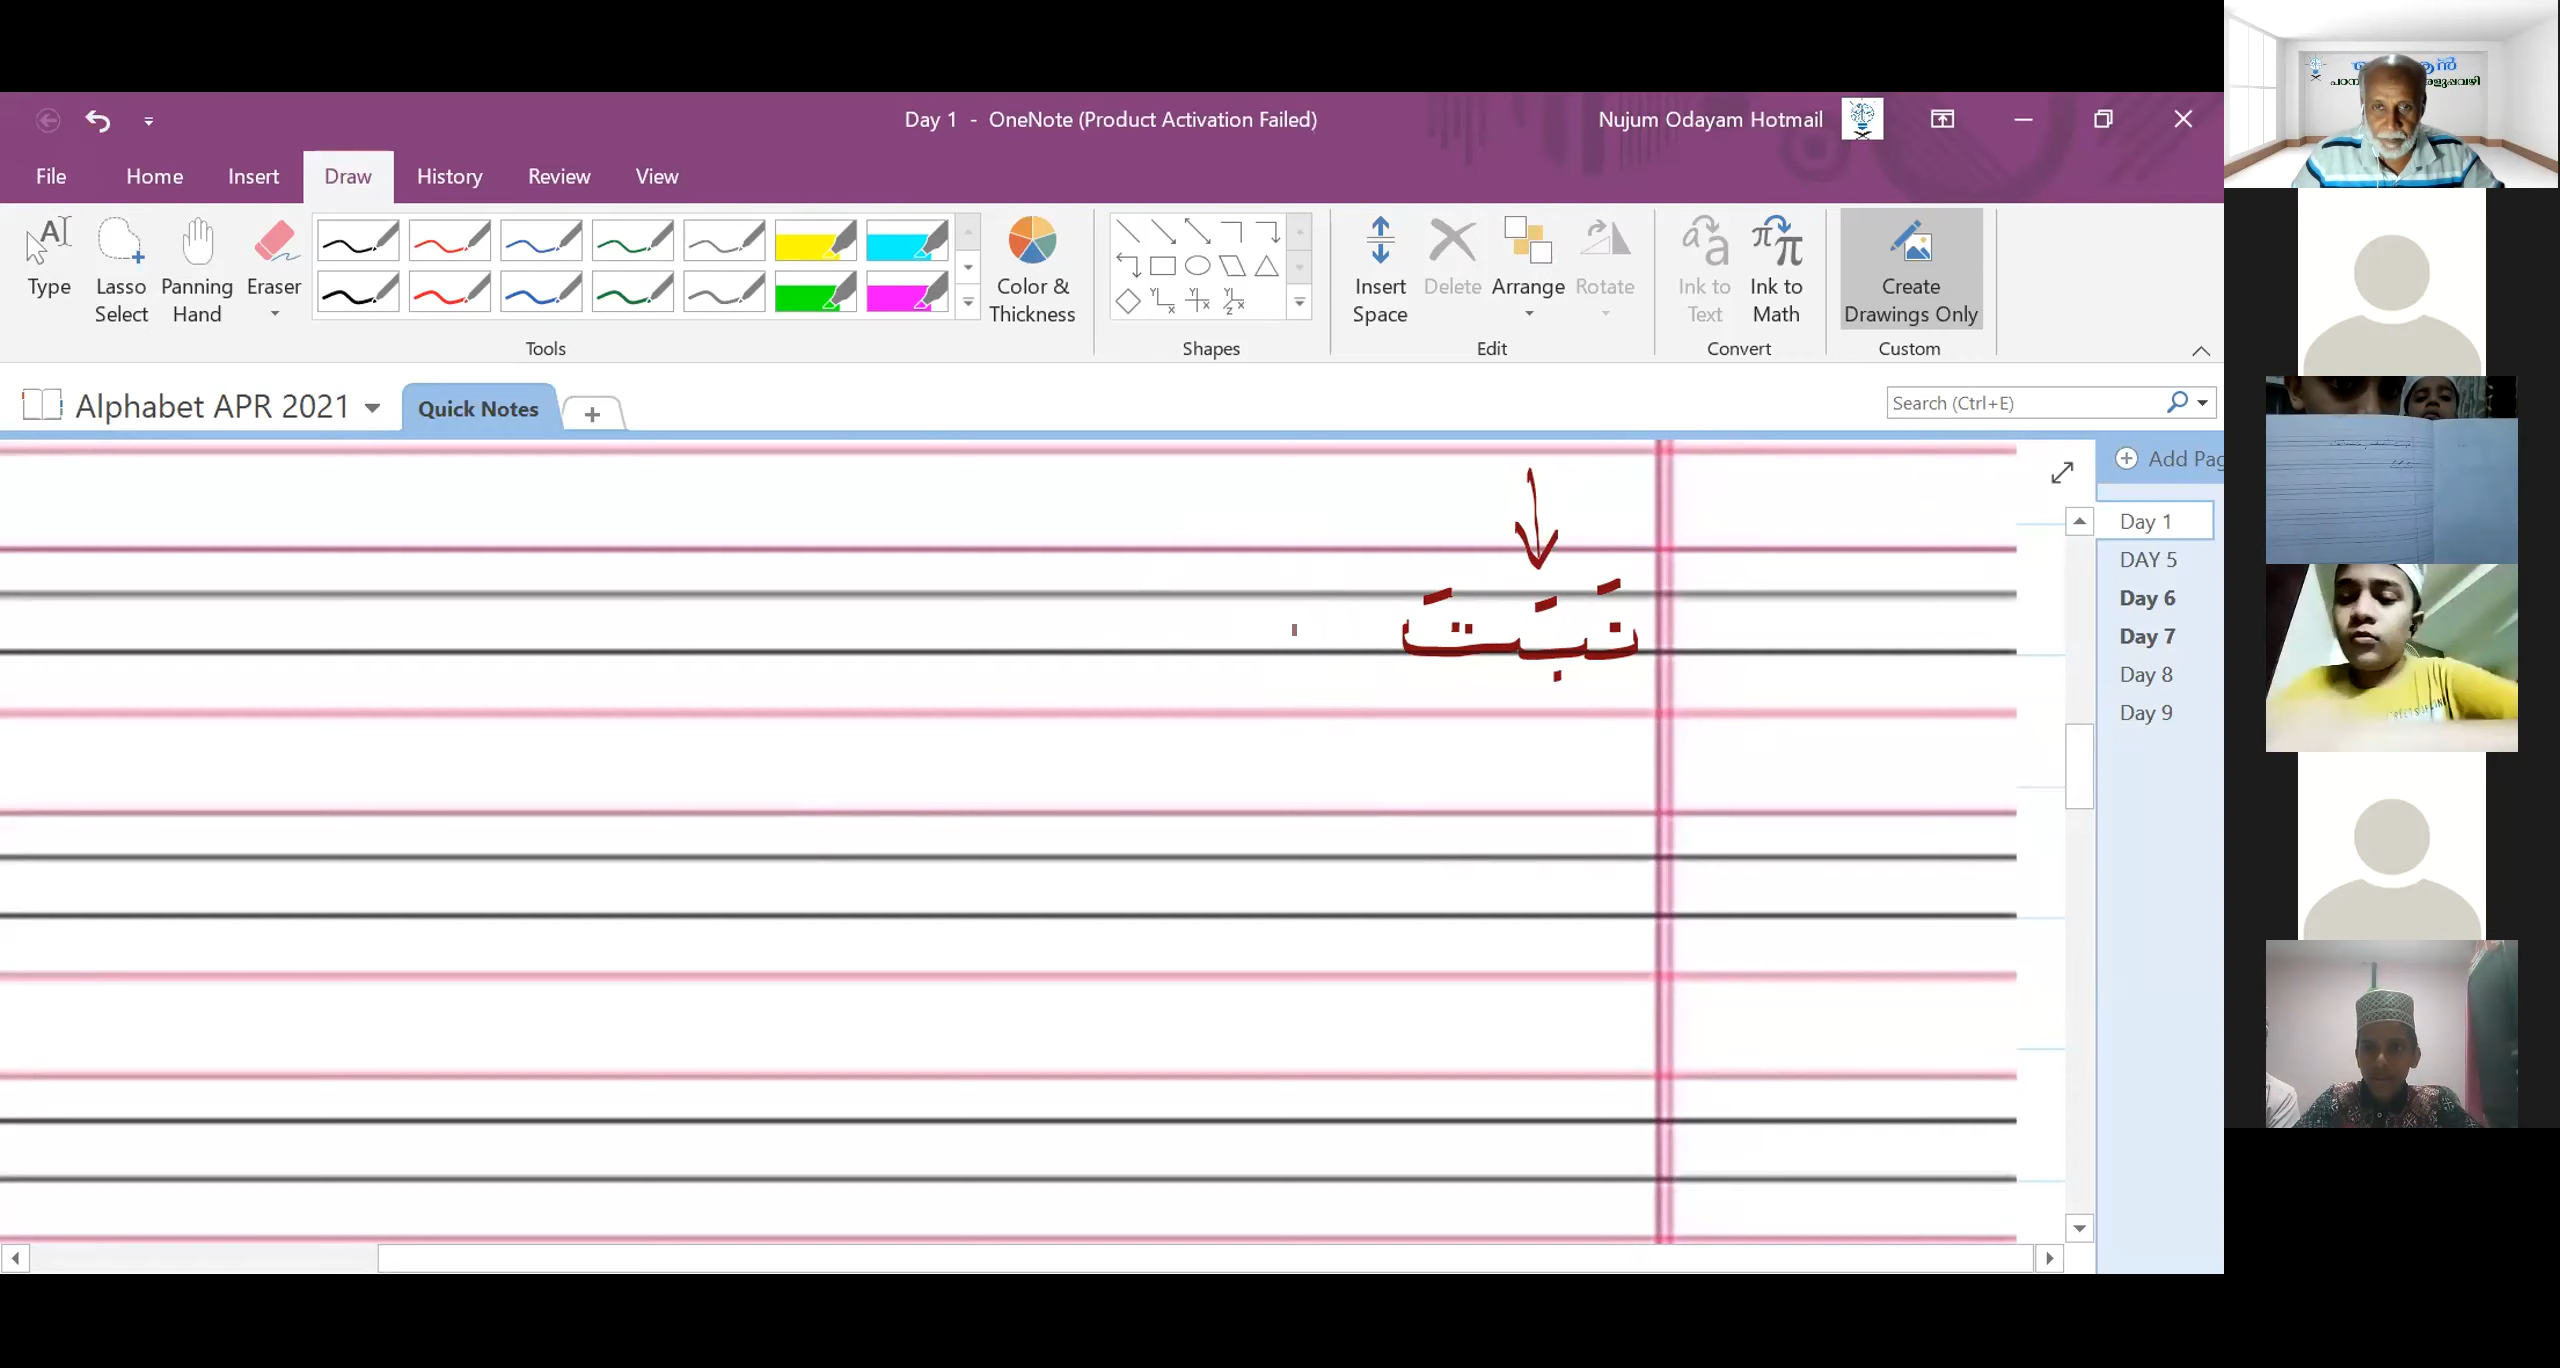 Day 1 - OneNote (Product Activation Failed)
Nujum Odayam Hotmail
File Home Insert Draw History Review View
Type
Lasso Select
Panning Hand
Eraser
Color & Thickness
Insert Space
Delete
Arrange
Rotate
Ink to Text
Ink to Math
Create Drawings Only
Tools Shapes Edit Convert Custom
Alphabet APR 2021
Quick Notes
Search (Ctrl+E)
Add Pag
Day 1
DAY 5
Day 6
Day 7
Day 8
Day 9
نَبَتَ